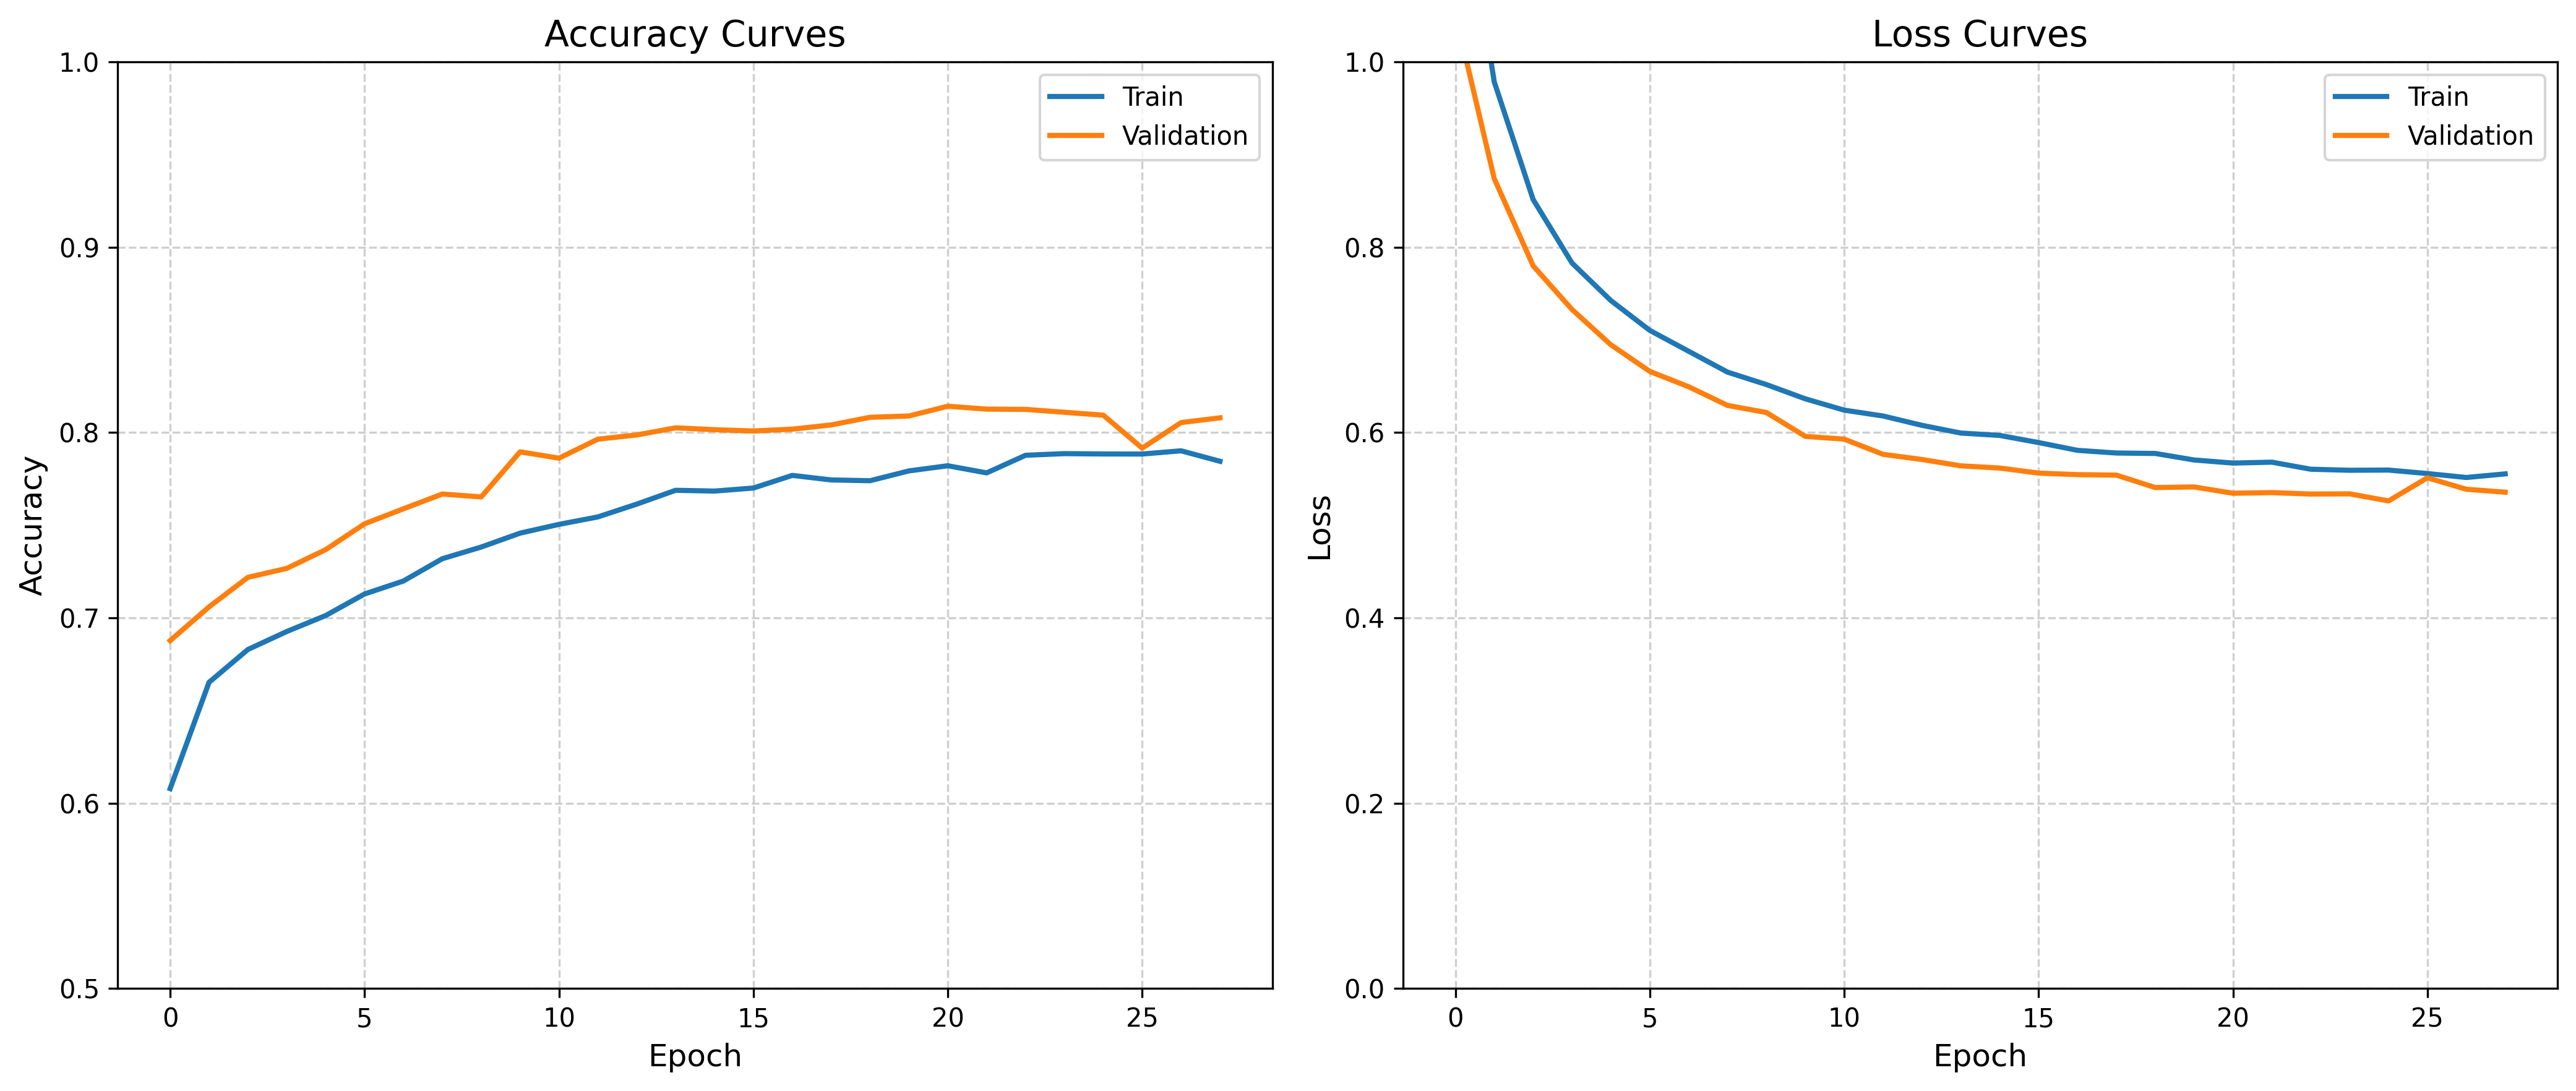 Accuracy Curves
1.0
0.9
0.8
0.7
0.6
0.5
Accuracy
0 5 10 15 20 25
Epoch
Train
Validation
Loss Curves
1.0
0.8
0.6
0.4
0.2
0.0
Loss
0 5 10 15 20 25
Epoch
Train
Validation